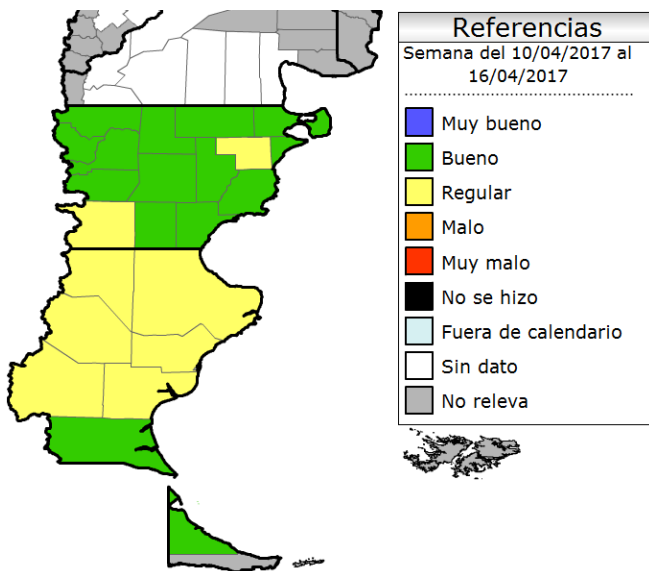 Referencias
Semana del 10/04/2017 al
16/04/2017
Muy bueno
Bueno
Regular
Malo
Muy malo
No se hizo
Fuera de calendario
Sin dato
No releva